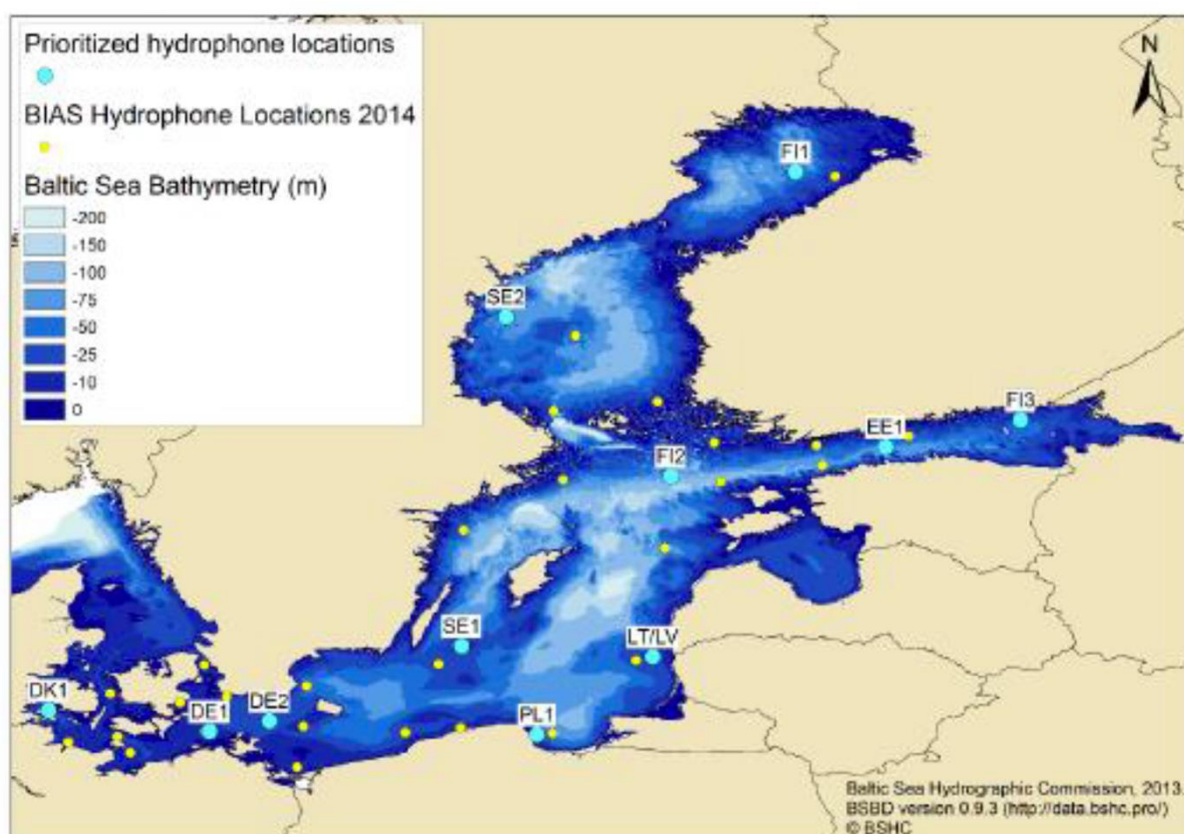 Prioritized hydrophone locations
BIAS Hydrophone Locations 2014
Baltic Sea Bathymetry (m)
-200
-150
-100
-75
-50
-25
-10
0
N
FI1
SE2
FI3
EE1
FI2
SE1
LT/LV
DK1
DE1
DE2
PL1
Baltic Sea Hydrographic Commission, 2013.
BSBD version 0.9.3 (http://data.bshc.pro/)
© BSHC